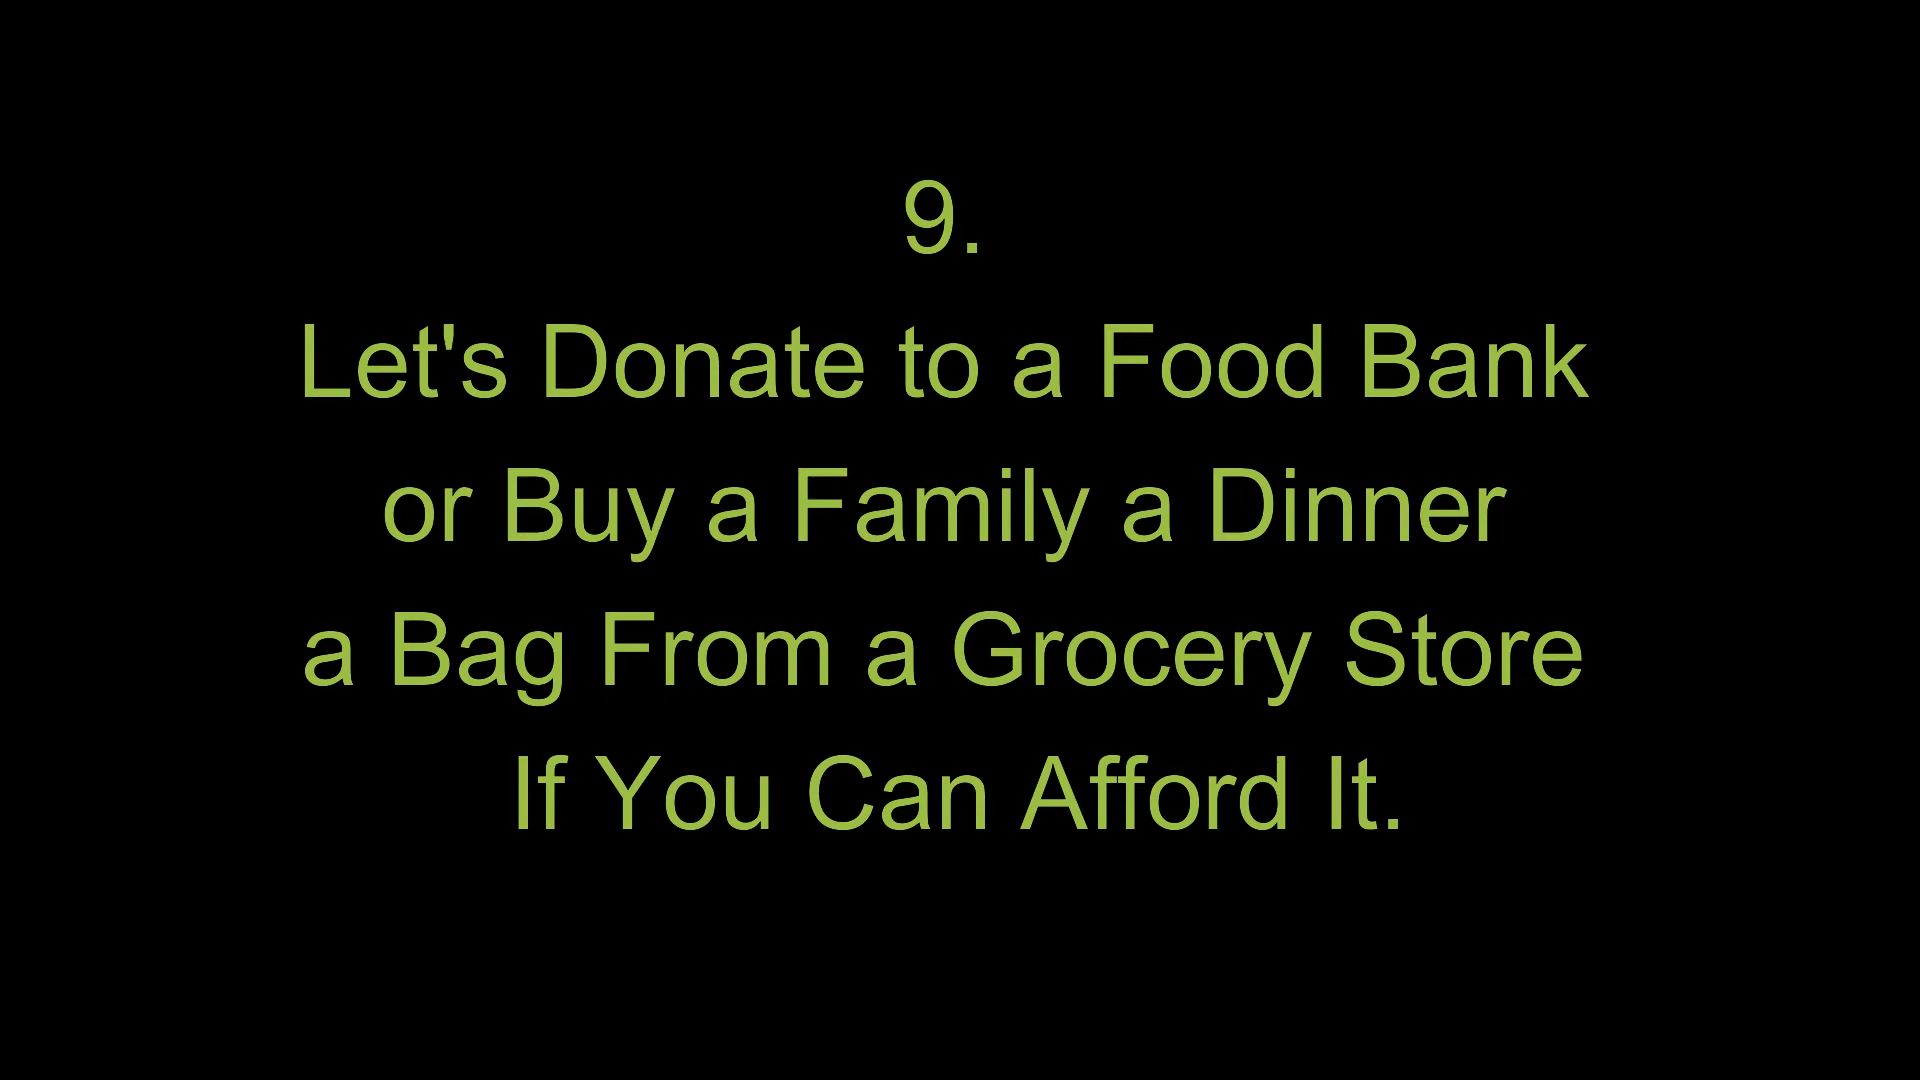 9.
Let's Donate to a Food Bank
or Buy a Family a Dinner
a Bag From a Grocery Store
If You Can Afford It.